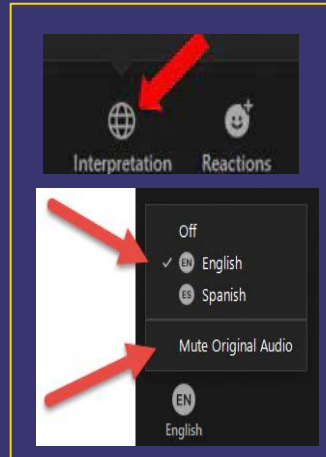 Interpretation Reactions
Off
EN English
ES Spanish
Mute Original Audio
EN
English